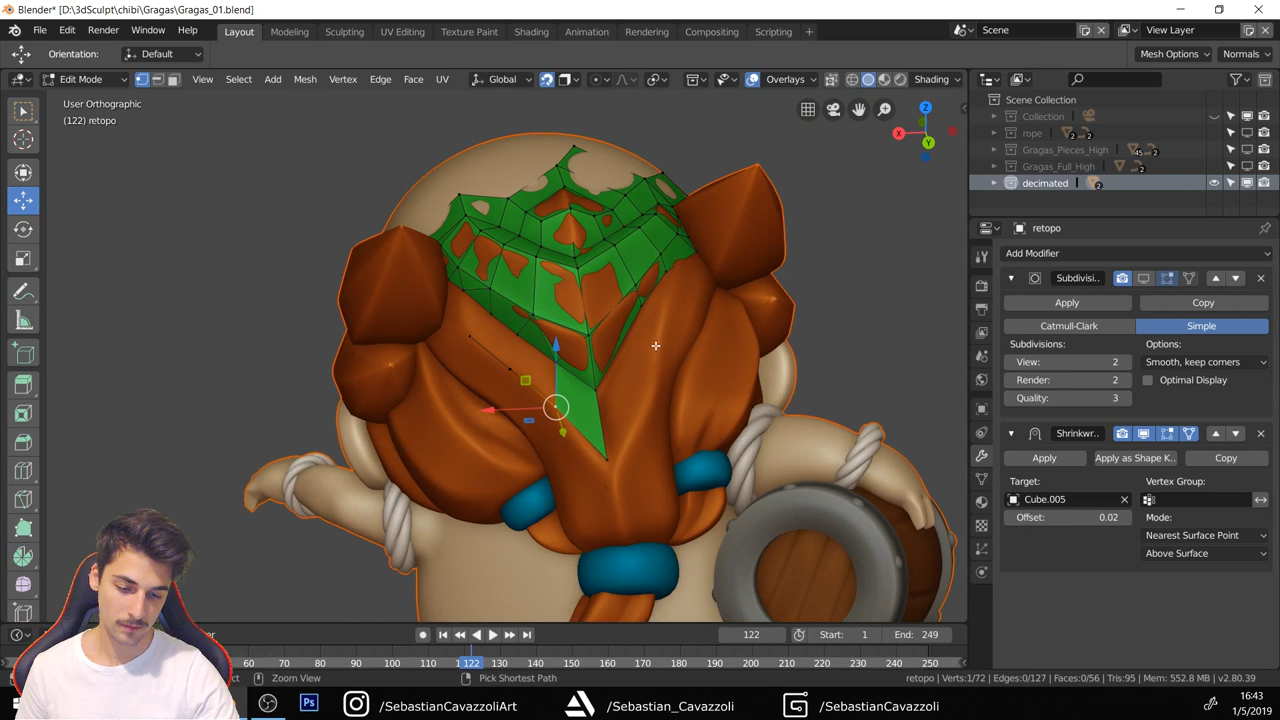 Blender* [D:\3dSculpt\chibi\Gragas\Gragas_01.blend]
File Edit Render Window Help Layout Modeling Sculpting UV Editing Texture Paint Shading Animation Rendering Compositing Scripting + Scene View Layer
Orientation: Default Mesh Options Normals
Edit Mode View Select Add Mesh Vertex Edge Face UV Global Overlays Shading
User Orthographic
(122) retopo
Z
X
Y
Scene Collection
Collection
rope 2 2
Gragas_Pieces_High 45 2
Gragas_Full_High 2
decimated 2
retopo
Add Modifier
Subdivisi..
Apply Copy
Catmull-Clark Simple
Subdivisions: Options:
View: 2 Smooth, keep corners
Render: 2 Optimal Display
Quality: 3
Shrinkwr..
Apply Apply as Shape K.. Copy
Target: Vertex Group:
Cube.005
Offset: 0.02 Mode:
Nearest Surface Point
Above Surface
122 Start: 1 End: 249
60 70 80 90 100 110 122 130 140 150 160 170 180 190 200 210 220 230 240 250
Zoom View Pick Shortest Path retopo | Verts:1/72 | Edges:0/127 | Faces:0/56 | Tris:95 | Mem: 552.8 MB | v2.80.39
Ps /SebastianCavazzoliArt /Sebastian_Cavazzoli /SebastianCavazzoli
16:43
1/5/2019